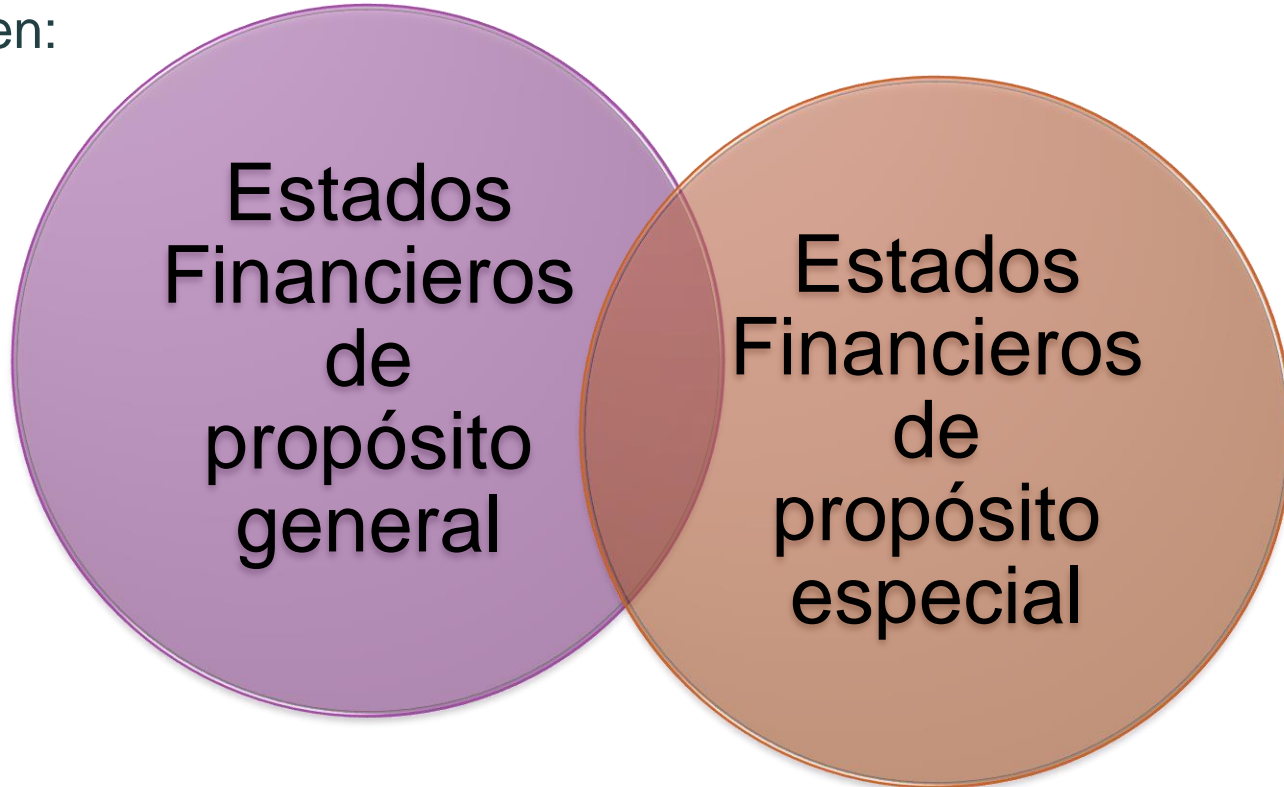 en:
Estados
Financieros
de
propósito
general
Estados
Financieros
de
propósito
especial